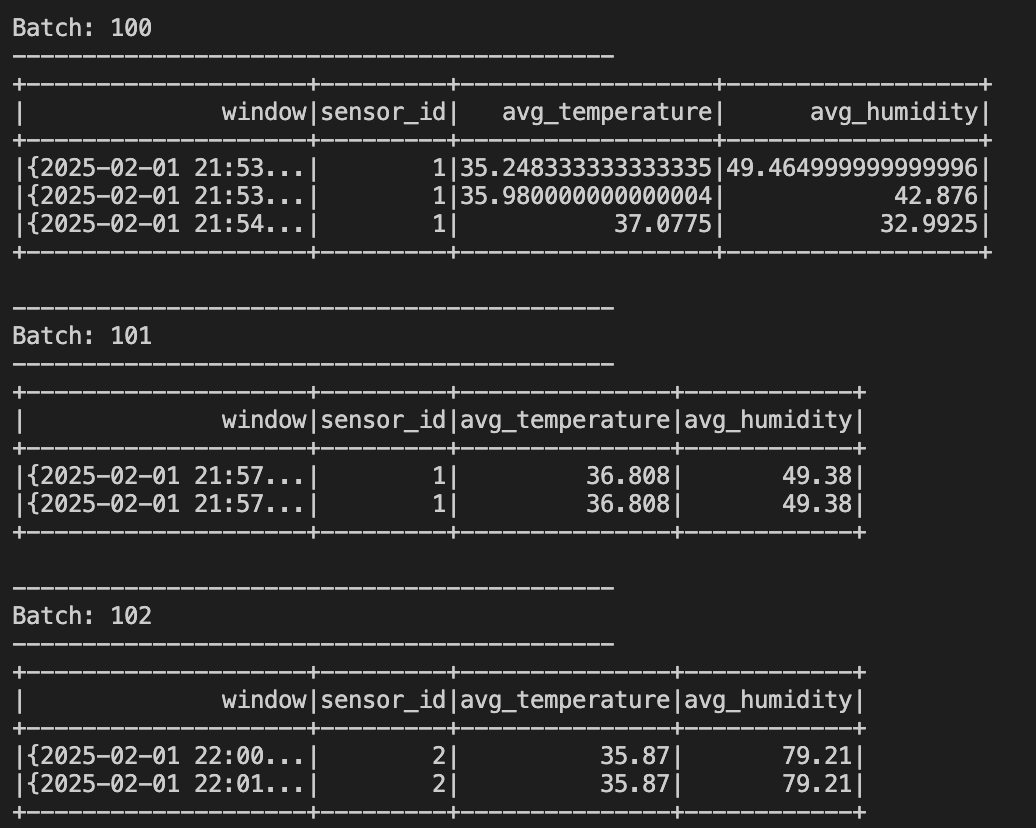 Batch: 100
-------------------------------------------
+--------------------+---------+------------------+------------------+
|              window|sensor_id|   avg_temperature|      avg_humidity|
+--------------------+---------+------------------+------------------+
|{2025-02-01 21:53...|        1|35.248333333333335|49.464999999999996|
|{2025-02-01 21:53...|        1|35.980000000000004|            42.876|
|{2025-02-01 21:54...|        1|           37.0775|           32.9925|
+--------------------+---------+------------------+------------------+

-------------------------------------------
Batch: 101
-------------------------------------------
+--------------------+---------+---------------+------------+
|              window|sensor_id|avg_temperature|avg_humidity|
+--------------------+---------+---------------+------------+
|{2025-02-01 21:57...|        1|         36.808|       49.38|
|{2025-02-01 21:57...|        1|         36.808|       49.38|
+--------------------+---------+---------------+------------+

-------------------------------------------
Batch: 102
-------------------------------------------
+--------------------+---------+---------------+------------+
|              window|sensor_id|avg_temperature|avg_humidity|
+--------------------+---------+---------------+------------+
|{2025-02-01 22:00...|        2|          35.87|       79.21|
|{2025-02-01 22:01...|        2|          35.87|       79.21|
+--------------------+---------+---------------+------------+